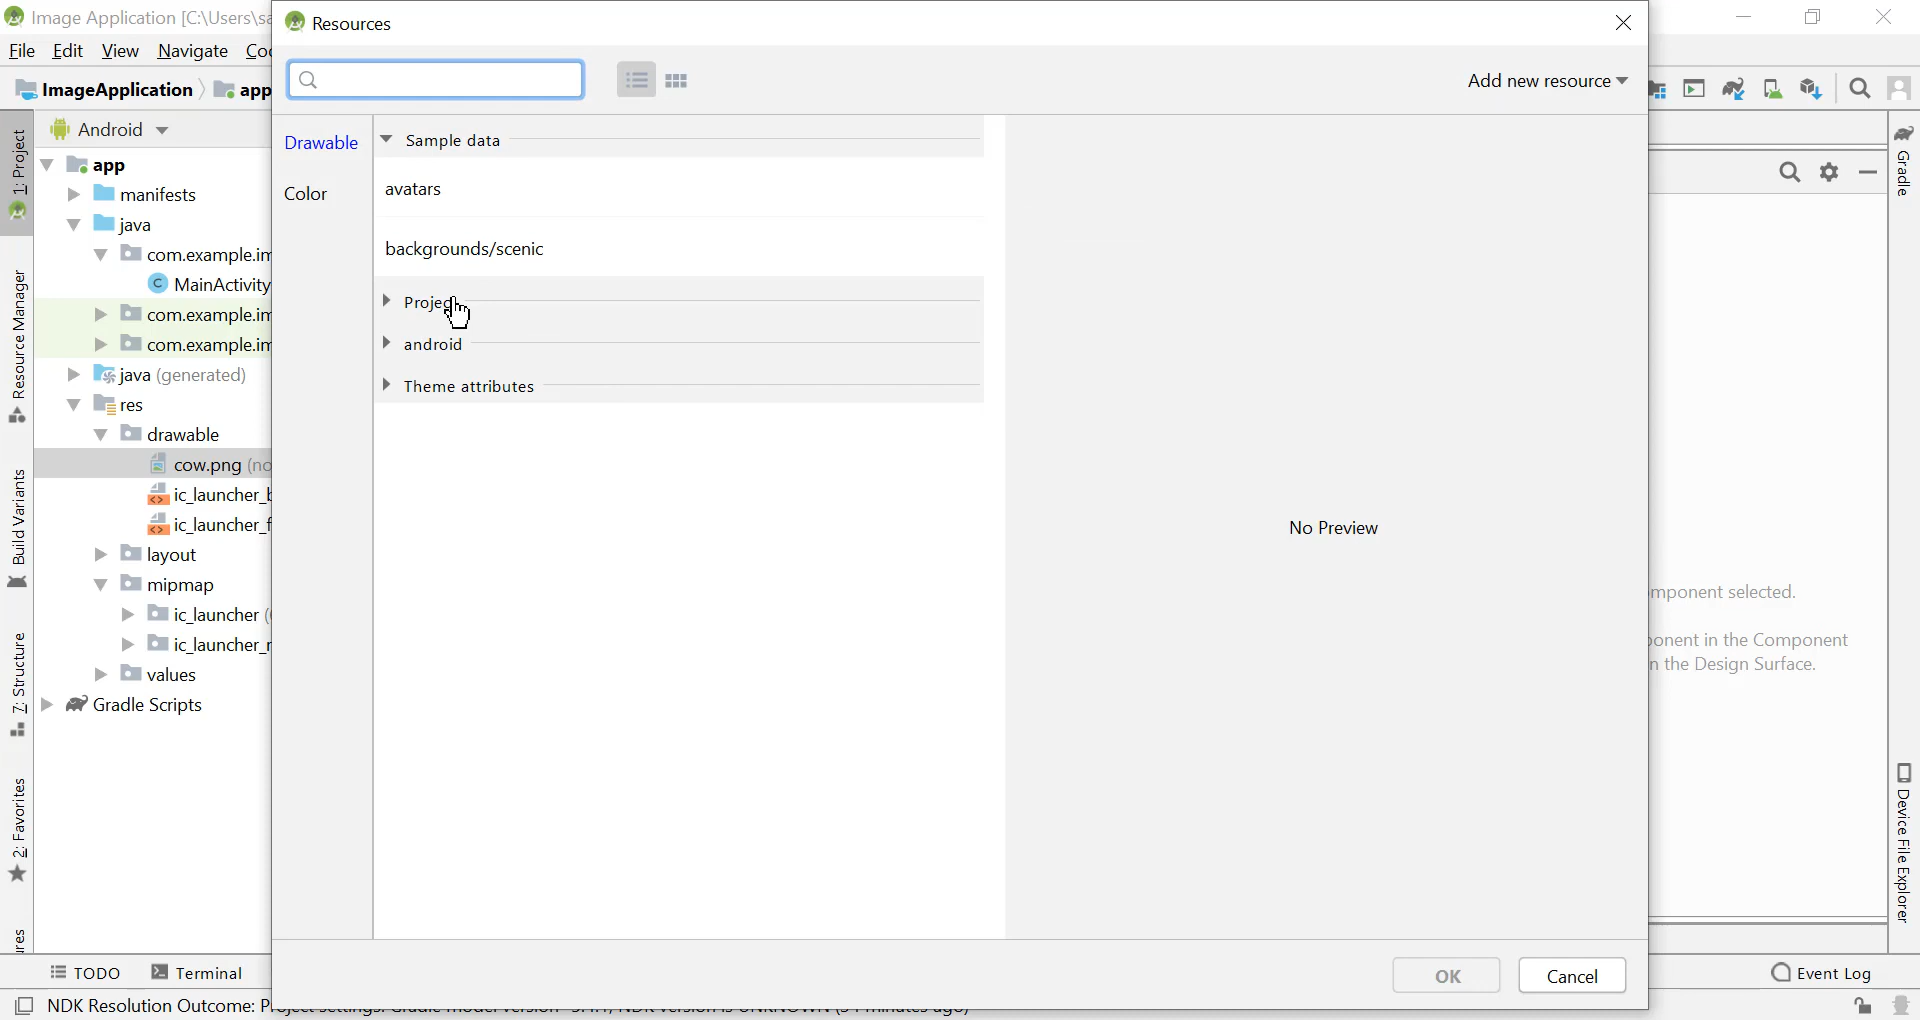 Image Application [C:\Users\sa
Resources
File Edit View Navigate Co
ImageApplication app
Add new resource
Android
Drawable
Color
Sample data
avatars
backgrounds/scenic
Projec
android
Theme attributes
No Preview
app
manifests
java
com.example.im
MainActivity
com.example.im
com.example.im
java (generated)
res
drawable
cow.png (no
ic_launcher_b
ic_launcher_f
layout
mipmap
ic_launcher (
ic_launcher_r
values
Gradle Scripts
1: Project
Resource Manager
Build Variants
7: Structure
2: Favorites
Gradle
Device File Explorer
mponent selected.
ponent in the Component
n the Design Surface.
OK
Cancel
TODO
Terminal
Event Log
NDK Resolution Outcome: P